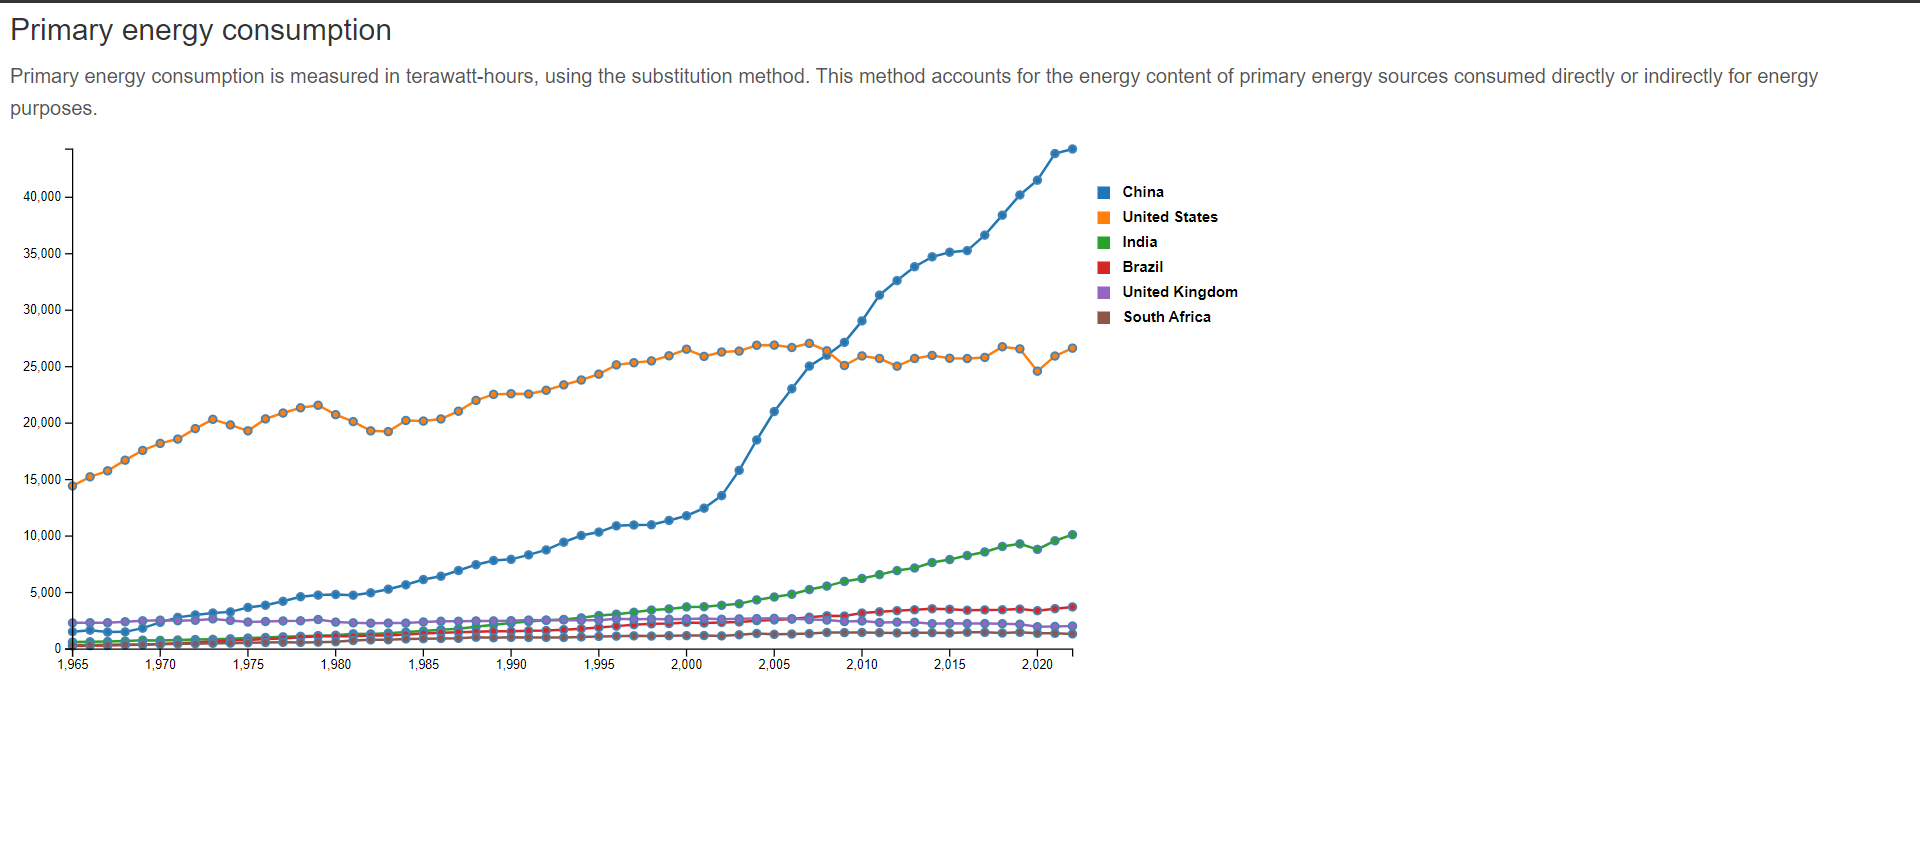 Primary energy consumption
Primary energy consumption is measured in terawatt-hours, using the substitution method. This method accounts for the energy content of primary energy sources consumed directly or indirectly for energy
purposes.
40,000
35,000
30,000
25,000
20,000
15,000
10,000
5,000
0
1,965 1,970 1,975 1,980 1,985 1,990 1,995 2,000 2,005 2,010 2,015 2,020
China
United States
India
Brazil
United Kingdom
South Africa